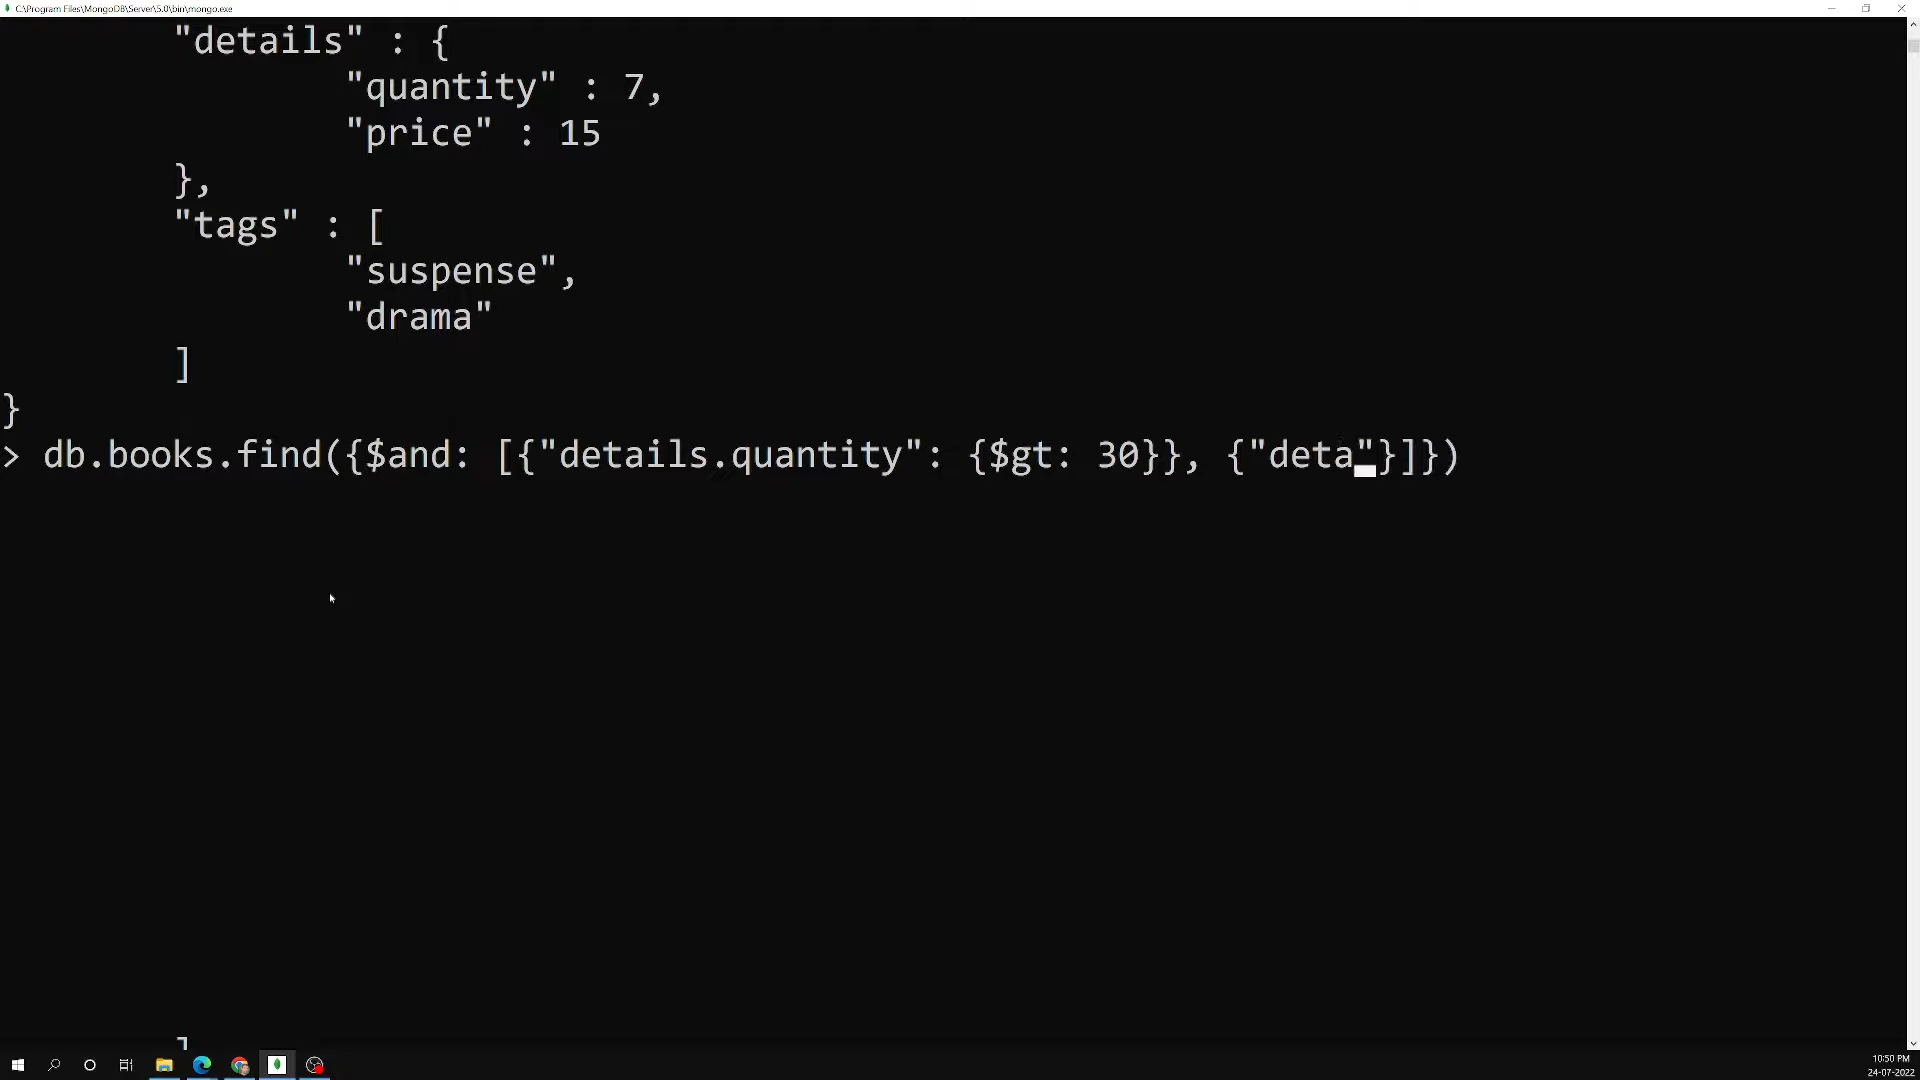 C:\Program Files\MongoDB\Server\5.0\bin\mongo.exe
"details" : {
"quantity" : 7,
"price" : 15
},
"tags" : [
"suspense",
"drama"
]
}
> db.books.find({$and: [{"details.quantity": {$gt: 30}}, {"deta"}]})
]
10:50 PM
24-07-2022